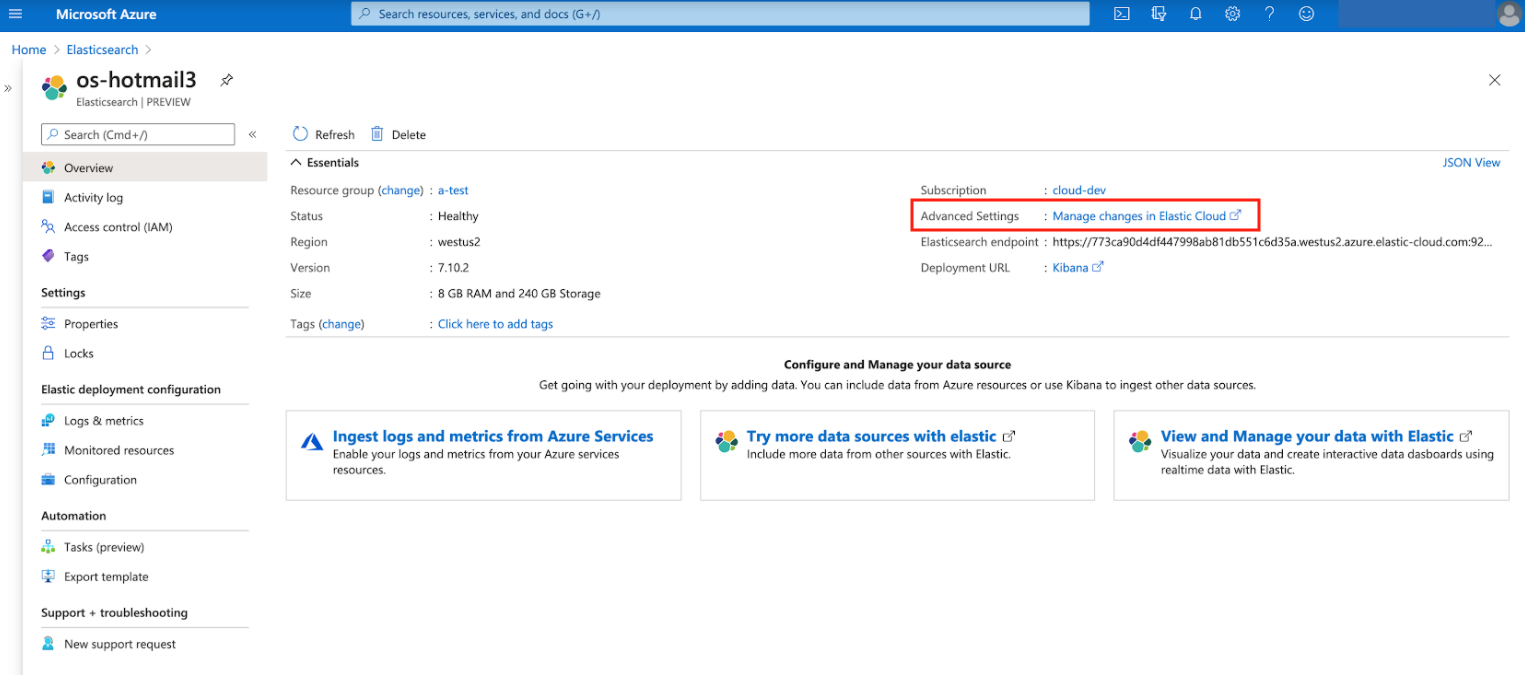 Microsoft Azure
Search resources, services, and docs (G+/)
Home > Elasticsearch >
os-hotmail3
Elasticsearch | PREVIEW
Search (Cmd+/)
Overview
Activity log
Access control (IAM)
Tags
Settings
Properties
Locks
Elastic deployment configuration
Logs & metrics
Monitored resources
Configuration
Automation
Tasks (preview)
Export template
Support + troubleshooting
New support request
Refresh Delete
Essentials
JSON View
Resource group (change) : a-test
Status : Healthy
Region : westus2
Version : 7.10.2
Size : 8 GB RAM and 240 GB Storage
Tags (change) : Click here to add tags
Subscription : cloud-dev
Advanced Settings : Manage changes in Elastic Cloud
Elasticsearch endpoint : https://773ca90d4df447998ab81db551c6d35a.westus2.azure.elastic-cloud.com:92...
Deployment URL : Kibana
Configure and Manage your data source
Get going with your deployment by adding data. You can include data from Azure resources or use Kibana to ingest other data sources.
Ingest logs and metrics from Azure Services
Enable your logs and metrics from your Azure services
resources.
Try more data sources with elastic
Include more data from other sources with Elastic.
View and Manage your data with Elastic
Visualize your data and create interactive data dasboards using
realtime data with Elastic.